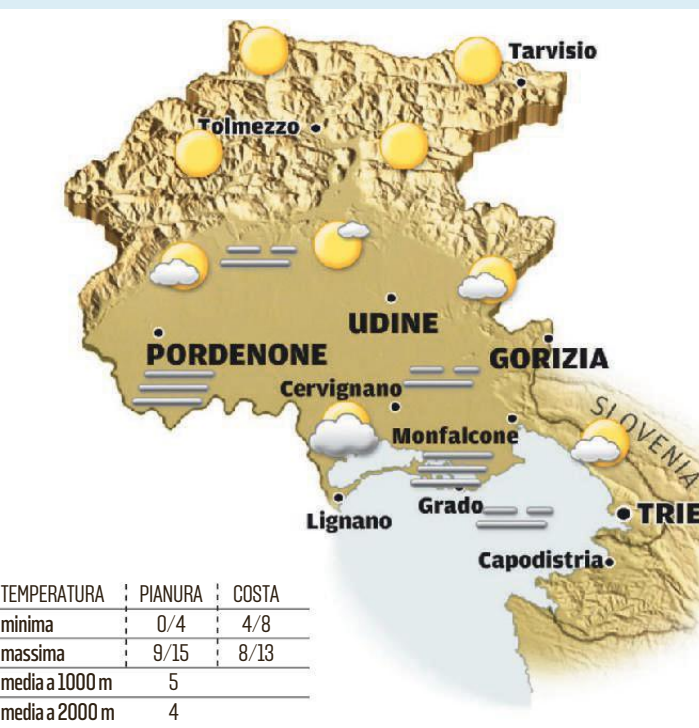 Tarvisio
Tolmezzo
UDINE
PORDENONE
GORIZIA
Cervignano
SLOVENIA
Monfalcone
Grado
TRIE
Lignano
Capodistria
TEMPERATURA PIANURA COSTA
minima 0/4 4/8
massima 9/15 8/13
media a 1000 m 5
media a 2000 m 4